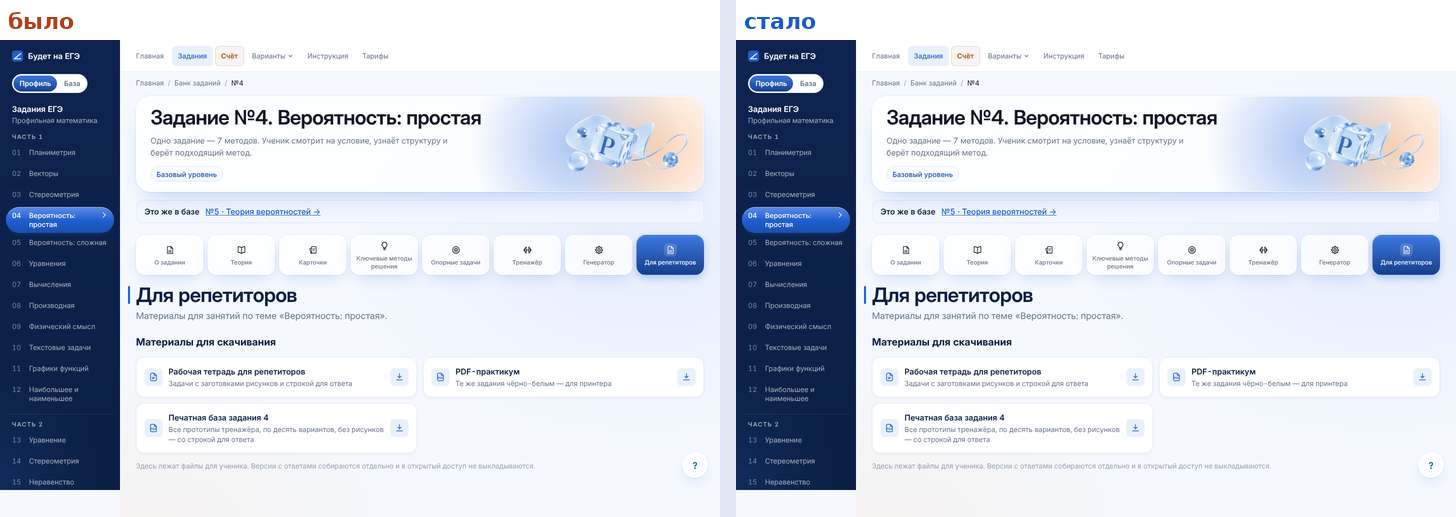 было
Будет на ЕГЭ
Профиль База
Задания ЕГЭ
Профильная математика
ЧАСТЬ 1
01 Планиметрия
02 Векторы
03 Стереометрия
04 Вероятность:
простая
05 Вероятность: сложная
06 Уравнения
07 Вычисления
08 Производная
09 Физический смысл
10 Текстовые задачи
11 Графики функций
12 Наибольшее и
наименьшее
ЧАСТЬ 2
13 Уравнение
14 Стереометрия
15 Неравенство
Главная Задания Счёт Варианты Инструкция Тарифы
Главная / Банк заданий / №4
Задание №4. Вероятность: простая
Одно задание — 7 методов. Ученик смотрит на условие, узнаёт структуру и
берёт подходящий метод.
Базовый уровень
P
Это же в базе №5 · Теория вероятностей →
О задании Теория Карточки Ключевые методы
решения Опорные задачи Тренажёр Генератор Для репетиторов
Для репетиторов
Материалы для занятий по теме «Вероятность: простая».
Материалы для скачивания
Рабочая тетрадь для репетиторов
Задачи с заготовками рисунков и строкой для ответа
PDF-практикум
Те же задания чёрно-белым — для принтера
Печатная база задания 4
Все прототипы тренажёра, по десять вариантов, без рисунков
— со строкой для ответа
Здесь лежат файлы для ученика. Версии с ответами собираются отдельно и в открытый доступ не выкладываются.
?
стало
Будет на ЕГЭ
Профиль База
Задания ЕГЭ
Профильная математика
ЧАСТЬ 1
01 Планиметрия
02 Векторы
03 Стереометрия
04 Вероятность:
простая
05 Вероятность: сложная
06 Уравнения
07 Вычисления
08 Производная
09 Физический смысл
10 Текстовые задачи
11 Графики функций
12 Наибольшее и
наименьшее
ЧАСТЬ 2
13 Уравнение
14 Стереометрия
15 Неравенство
Главная Задания Счёт Варианты Инструкция Тарифы
Главная / Банк заданий / №4
Задание №4. Вероятность: простая
Одно задание — 7 методов. Ученик смотрит на условие, узнаёт структуру и
берёт подходящий метод.
Базовый уровень
P
Это же в базе №5 · Теория вероятностей →
О задании Теория Карточки Ключевые методы
решения Опорные задачи Тренажёр Генератор Для репетиторов
Для репетиторов
Материалы для занятий по теме «Вероятность: простая».
Материалы для скачивания
Рабочая тетрадь для репетиторов
Задачи с заготовками рисунков и строкой для ответа
PDF-практикум
Те же задания чёрно-белым — для принтера
Печатная база задания 4
Все прототипы тренажёра, по десять вариантов, без рисунков
— со строкой для ответа
Здесь лежат файлы для ученика. Версии с ответами собираются отдельно и в открытый доступ не выкладываются.
?